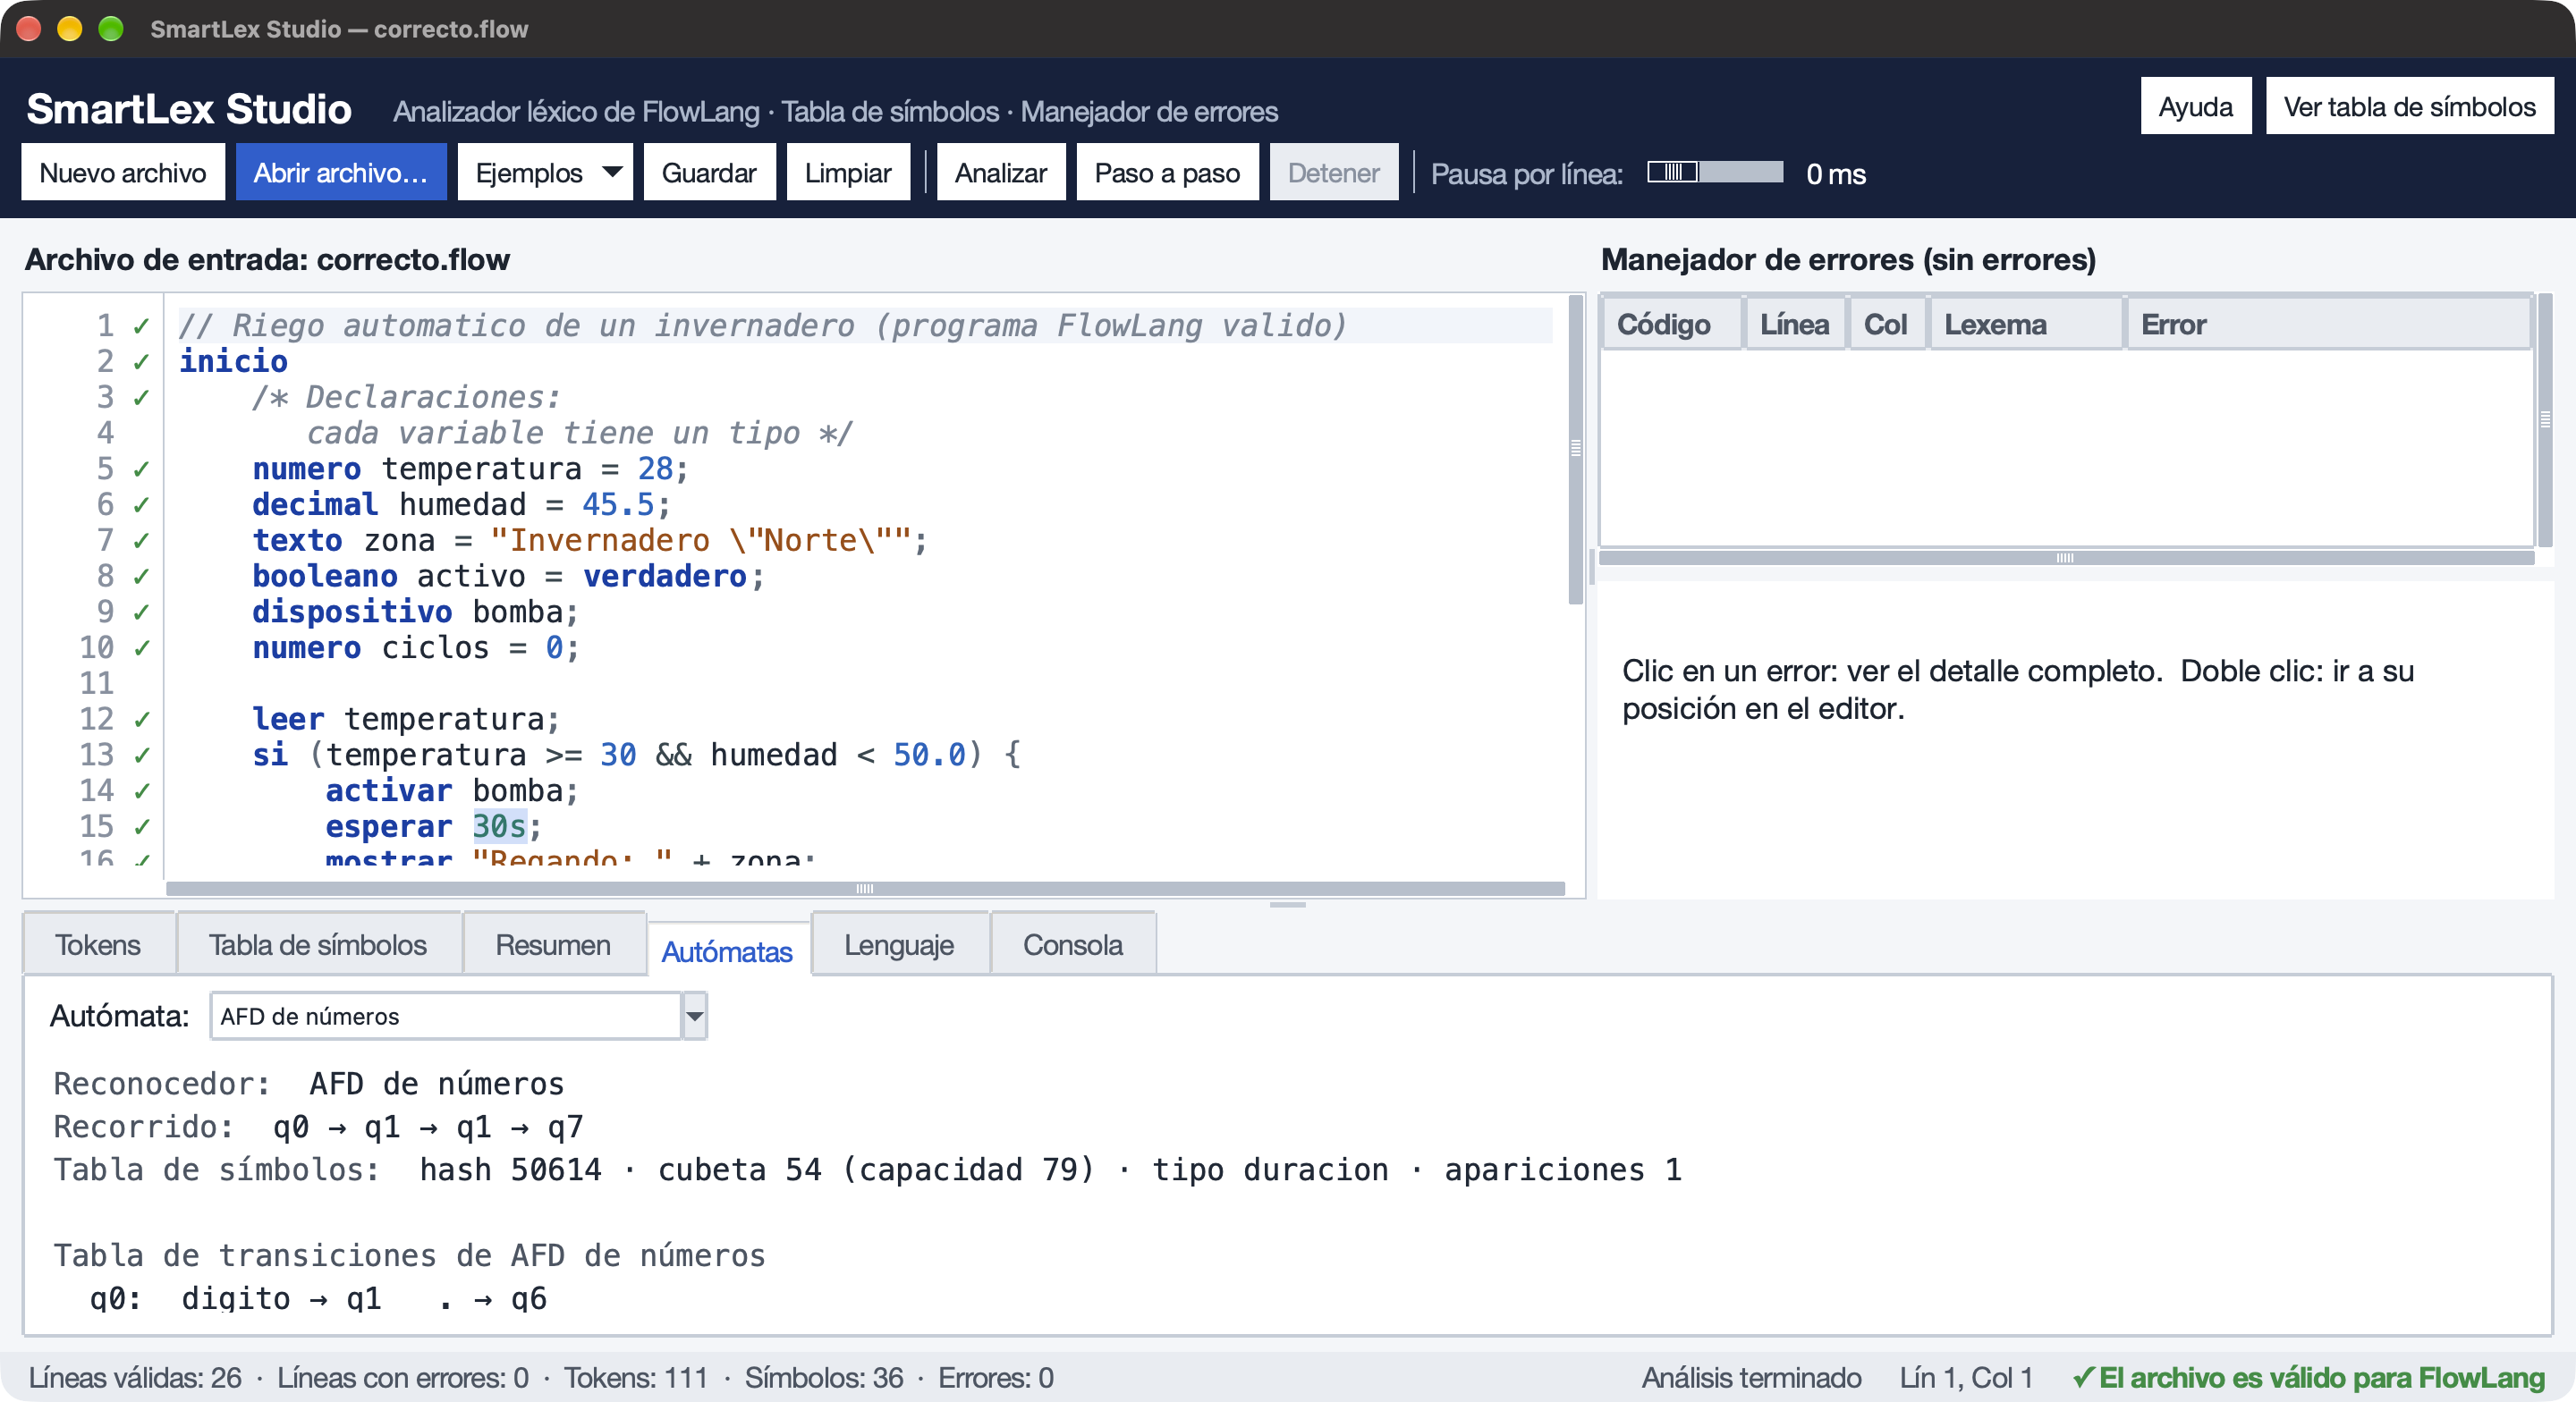 SmartLex Studio — correcto.flow
SmartLex Studio Analizador léxico de FlowLang · Tabla de símbolos · Manejador de errores
Ayuda Ver tabla de símbolos
Nuevo archivo Abrir archivo... Ejemplos Guardar Limpiar Analizar Paso a paso Detener Pausa por línea: 0 ms
Archivo de entrada: correcto.flow
1 ✓ // Riego automatico de un invernadero (programa FlowLang valido)
2 ✓ inicio
3 ✓ /* Declaraciones:
4 cada variable tiene un tipo */
5 ✓ numero temperatura = 28;
6 ✓ decimal humedad = 45.5;
7 ✓ texto zona = "Invernadero \"Norte\"";
8 ✓ booleano activo = verdadero;
9 ✓ dispositivo bomba;
10 ✓ numero ciclos = 0;
11
12 ✓ leer temperatura;
13 ✓ si (temperatura >= 30 && humedad < 50.0) {
14 ✓ activar bomba;
15 ✓ esperar 30s;
16 ✓ mostrar "Regando: " + zona;
Manejador de errores (sin errores)
Código Línea Col Lexema Error
Clic en un error: ver el detalle completo. Doble clic: ir a su
posición en el editor.
Tokens Tabla de símbolos Resumen Autómatas Lenguaje Consola
Autómata: AFD de números
Reconocedor: AFD de números
Recorrido: q0 → q1 → q1 → q7
Tabla de símbolos: hash 50614 · cubeta 54 (capacidad 79) · tipo duracion · apariciones 1
Tabla de transiciones de AFD de números
q0: digito → q1 . → q6
Líneas válidas: 26 · Líneas con errores: 0 · Tokens: 111 · Símbolos: 36 · Errores: 0
Análisis terminado Lín 1, Col 1 ✓ El archivo es válido para FlowLang